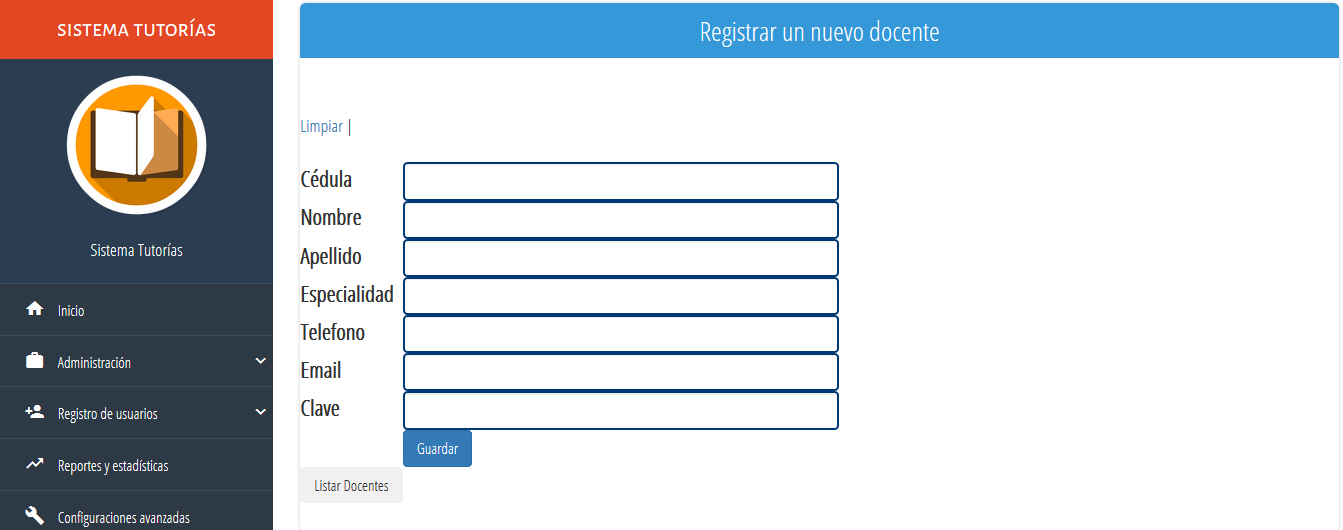 SISTEMA TUTORÍAS
Sistema Tutorías
Inicio
Administración
Registro de usuarios
Reportes y estadísticas
Configuraciones avanzadas
Registrar un nuevo docente
Limpiar |
Cédula
Nombre
Apellido
Especialidad
Telefono
Email
Clave
Guardar
Listar Docentes